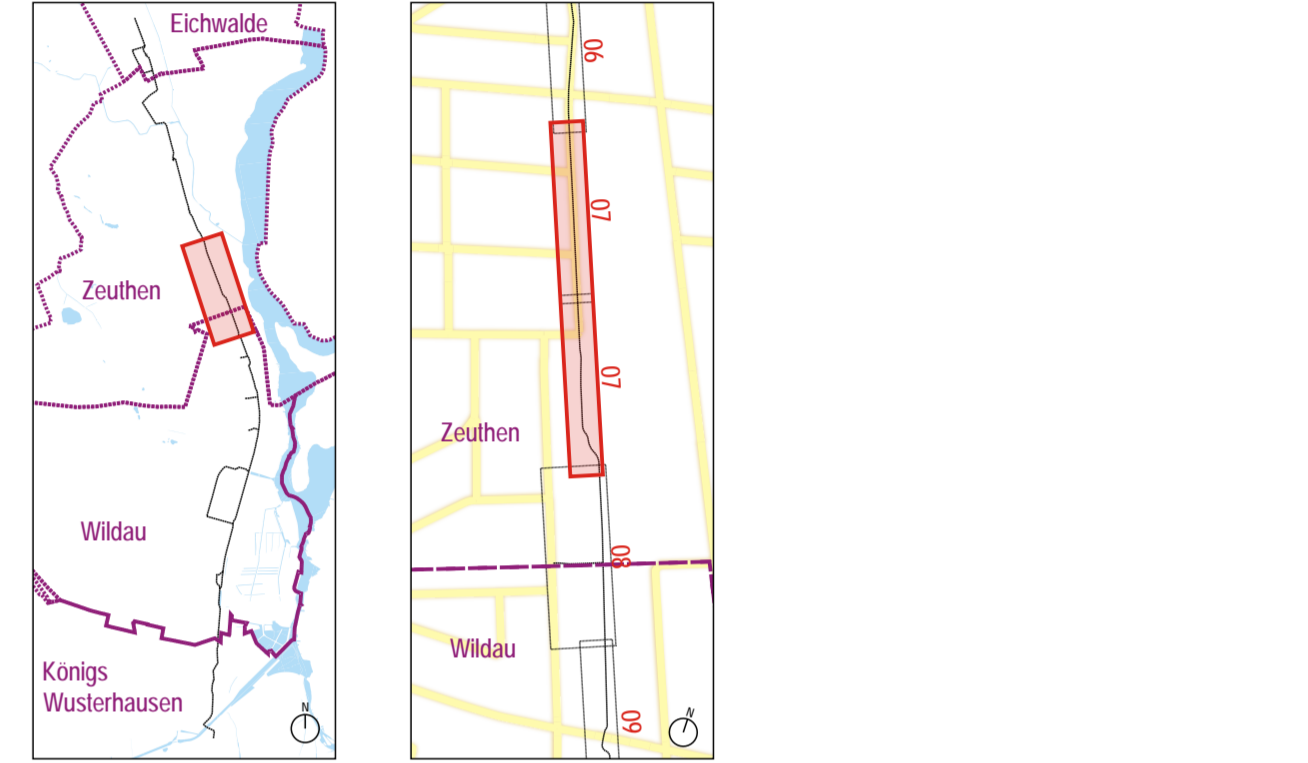 Eichwalde
Zeuthen
Wildau
Königs
Wusterhausen
N
06
07
07
Zeuthen
08
Wildau
09
N